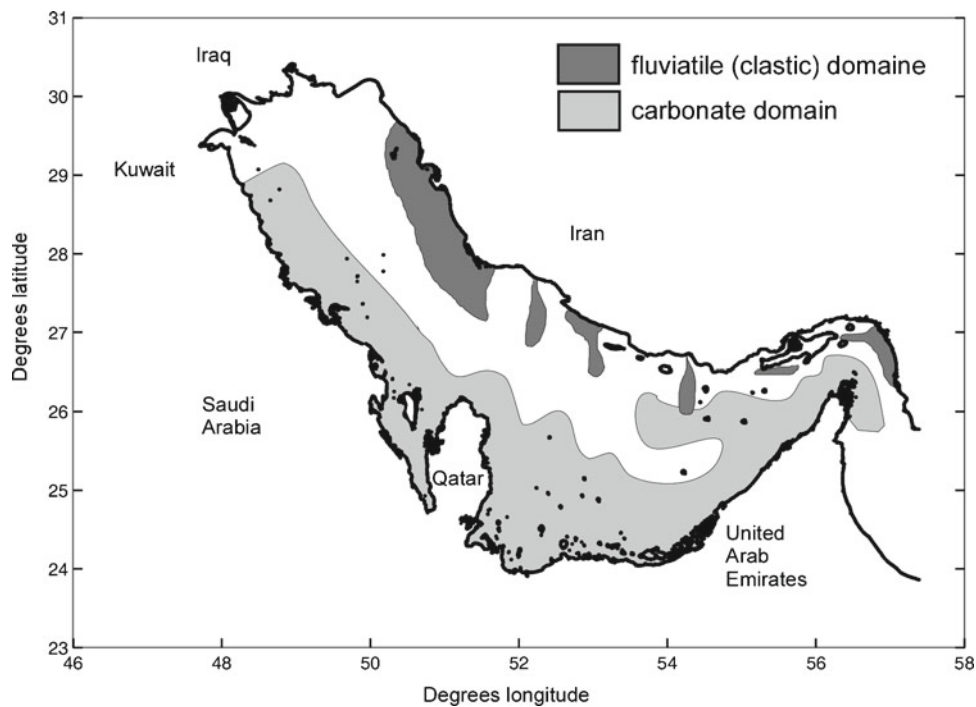 31
30
29
28
27
26
25
24
23
46
48
50
52
54
56
58
Degrees latitude
Degrees longitude
fluviatile (clastic) domaine
carbonate domain
Iraq
Kuwait
Iran
Saudi
Arabia
Qatar
United
Arab
Emirates